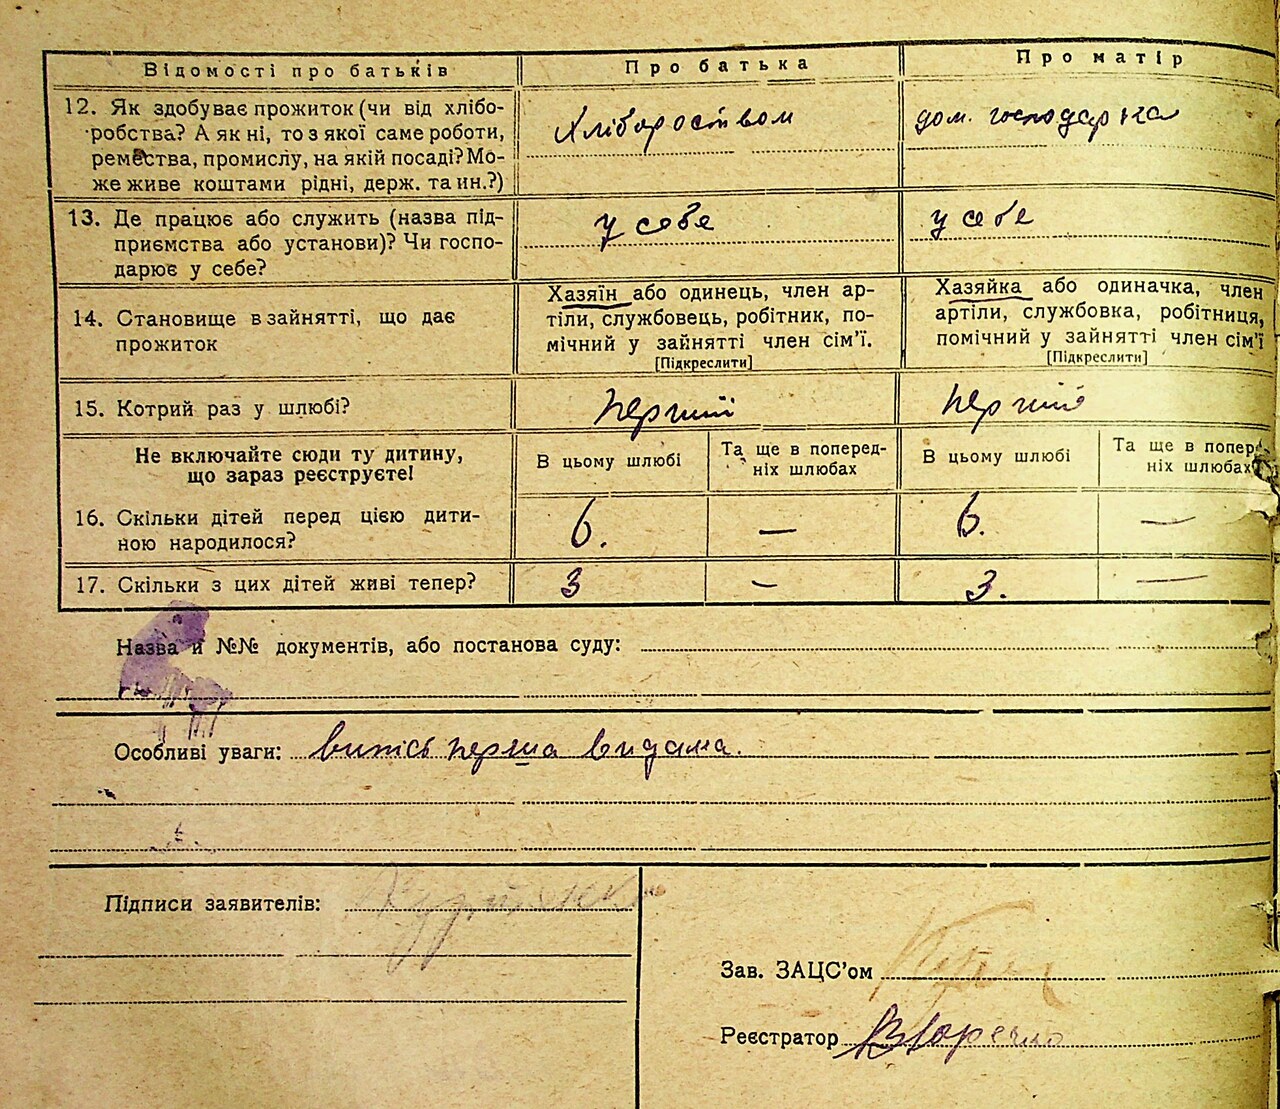 Відомості про батьків Про батька Про матір
12. Як здобуває прожиток (чи від хлібо-
робства? А як ні, то з якої саме роботи,
ремества, промислу, на якій посаді? Мо-
же живе коштами рідні, держ. та ин.?)
Хліборобством
дом. господарка
13. Де працює або служить (назва під-
приємства або установи)? Чи госпо-
дарює у себе?
у себе
у себе
14. Становище в зайнятті, що дає
прожиток
Хазяїн або одинець, член ар-
тіли, службовець, робітник, по-
мічний у зайнятті член сім'ї.
[Підкреслити]
Хазяйка або одиначка, член
артіли, службовка, робітниця,
помічний у зайнятті член сім'ї
[Підкреслити]
15. Котрий раз у шлюбі?
перший
перший
Не включайте сюди ту дитину,
що зараз реєструєте!
В цьому шлюбі
Та ще в поперед-
ніх шлюбах
В цьому шлюбі
Та ще в попер
ніх шлюбах
16. Скільки дітей перед цією дити-
ною народилося?
6. — 6. —
17. Скільки з цих дітей живі тепер?
3 — 3. —
Назва й №№ документів, або постанова суду:
Особливі уваги: випись перша видана.
Підписи заявителів:
Зав. ЗАЦС'ом
Реєстратор